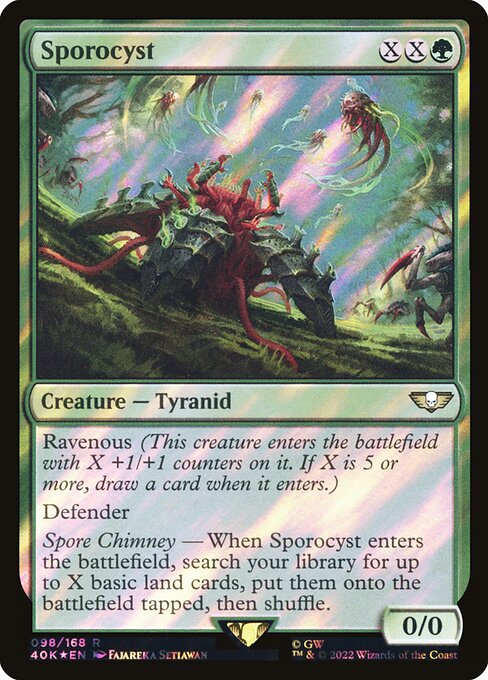 Sporocyst XX
Creature — Tyranid
Ravenous (This creature enters the battlefield
with X +1/+1 counters on it. If X is 5 or
more, draw a card when it enters.)
Defender
Spore Chimney — When Sporocyst enters
the battlefield, search your library for up
to X basic land cards, put them onto the
battlefield tapped, then shuffle.
0/0
098/168 R
40K★EN Fajareka Setiawan
© GW
™ & © 2022 Wizards of the Coast